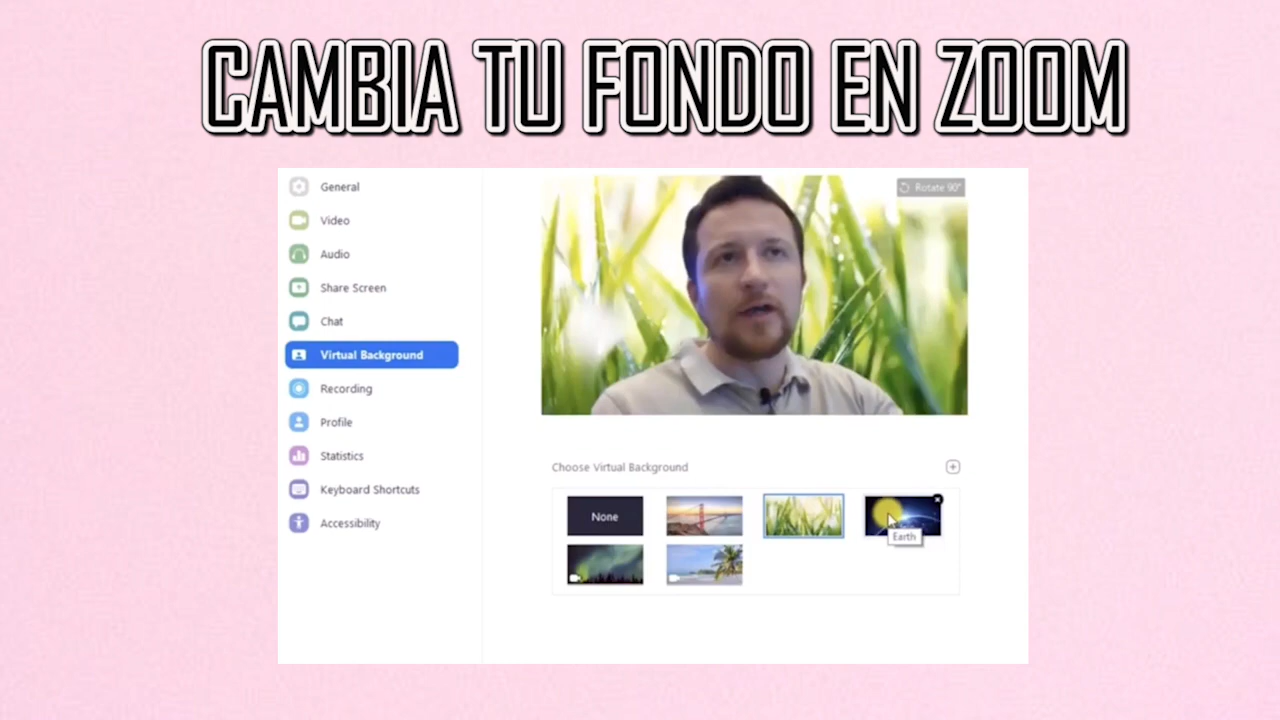 CAMBIA TU FONDO EN ZOOM
General
Video
Audio
Share Screen
Chat
Virtual Background
Recording
Profile
Statistics
Keyboard Shortcuts
Accessibility
Rotate 90°
Choose Virtual Background
None
Earth